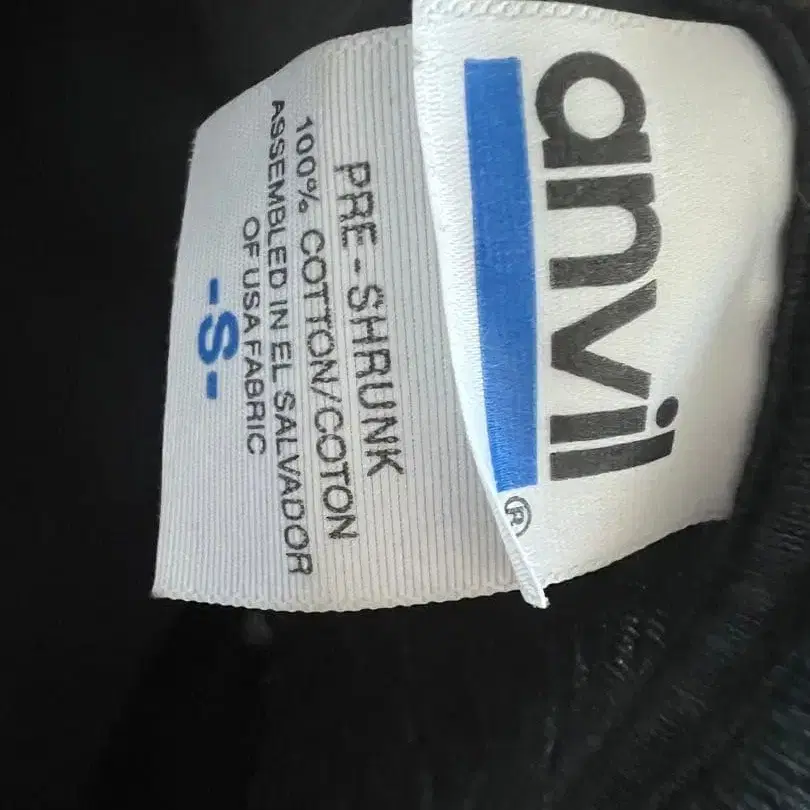 anvil®
PRE-SHRUNK
100% COTTON/COTON
ASSEMBLED IN EL SALVADOR
OF USA FABRIC
-S-